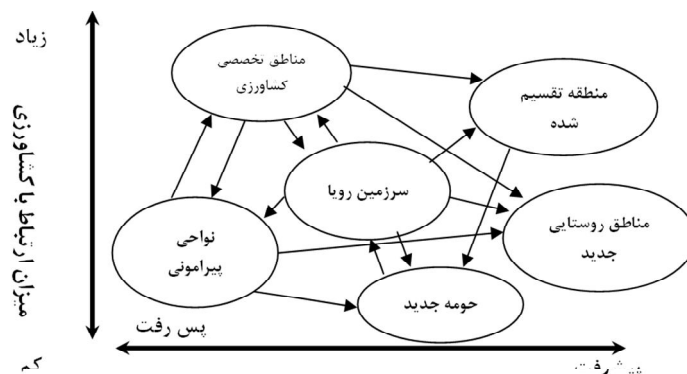 زیاد
مناطق تخصصی
کشاورزی
منطقه تقسیم
شده
سرزمین رویا
مناطق روستایی
جدید
نواحی
پیرامونی
حومه جدید
میزان ارتباط با کشاورزی
پس رفت